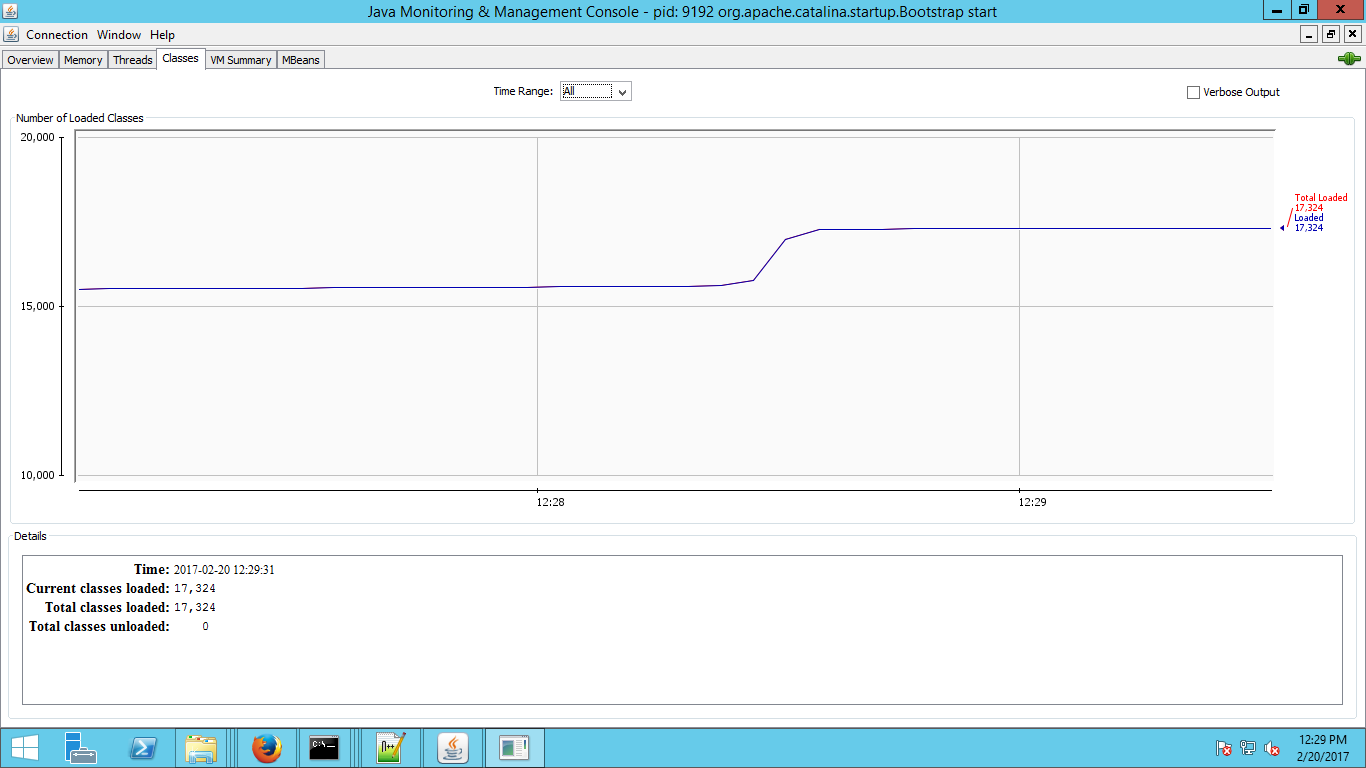 Java Monitoring & Management Console - pid: 9192 org.apache.catalina.startup.Bootstrap start
Connection Window Help
Overview Memory Threads Classes VM Summary MBeans
Time Range: All
Verbose Output
Number of Loaded Classes
20,000
15,000
10,000
Total Loaded
17,324
Loaded
17,324
12:28 12:29
Details
Time: 2017-02-20 12:29:31
Current classes loaded: 17,324
Total classes loaded: 17,324
Total classes unloaded: 0
12:29 PM
2/20/2017